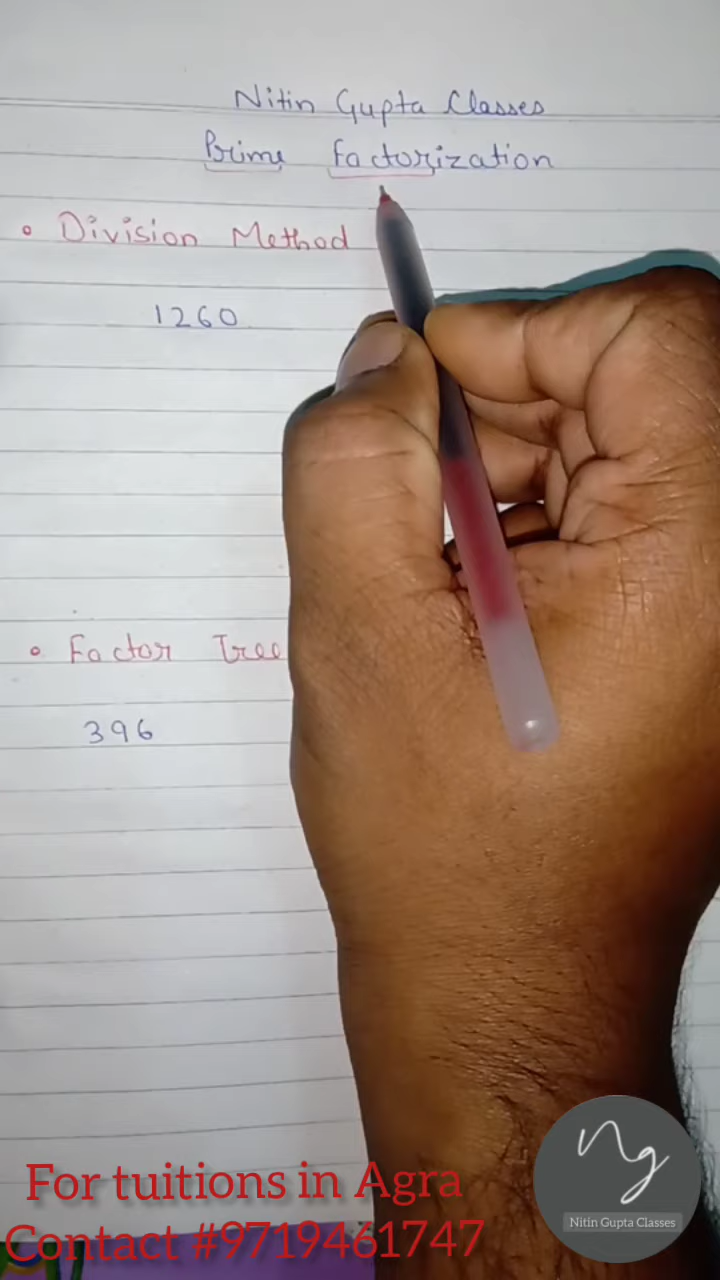 Nitin Gupta Classes
Prime Factorization
• Division Method
1260
• Factor Tree
396
For tuitions in Agra
Contact #9719461747
Ng
Nitin Gupta Classes